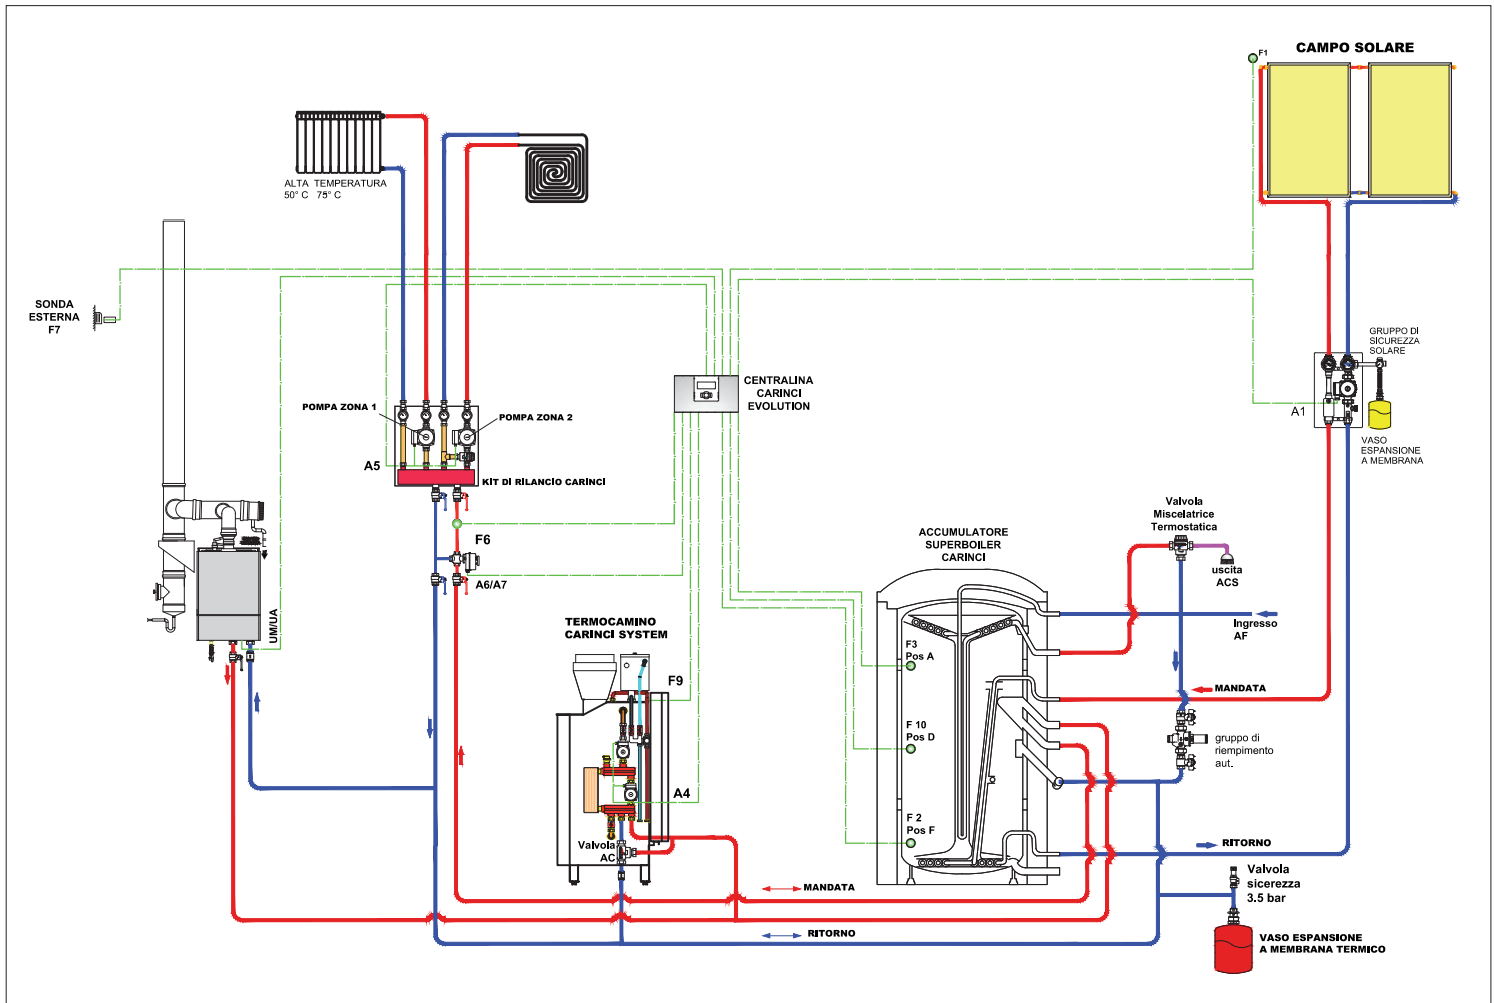 CAMPO SOLARE
F1
ALTA TEMPERATURA
50° C 75° C
SONDA
ESTERNA
F7
CENTRALINA
CARINCI
EVOLUTION
GRUPPO DI
SICUREZZA
SOLARE
A1
VASO
ESPANSIONE
A MEMBRANA
POMPA ZONA 1
POMPA ZONA 2
A5
KIT DI RILANCIO CARINCI
F6
A6/A7
UM/UA
TERMOCAMINO
CARINCI SYSTEM
F9
A4
Valvola
AC
ACCUMULATORE
SUPERBOILER
CARINCI
F3
Pos A
F 10
Pos D
F 2
Pos F
Valvola
Miscelatrice
Termostatica
uscita
ACS
Ingresso
AF
MANDATA
gruppo di
riempimento
aut.
RITORNO
Valvola
sicerezza
3.5 bar
VASO ESPANSIONE
A MEMBRANA TERMICO
MANDATA
RITORNO